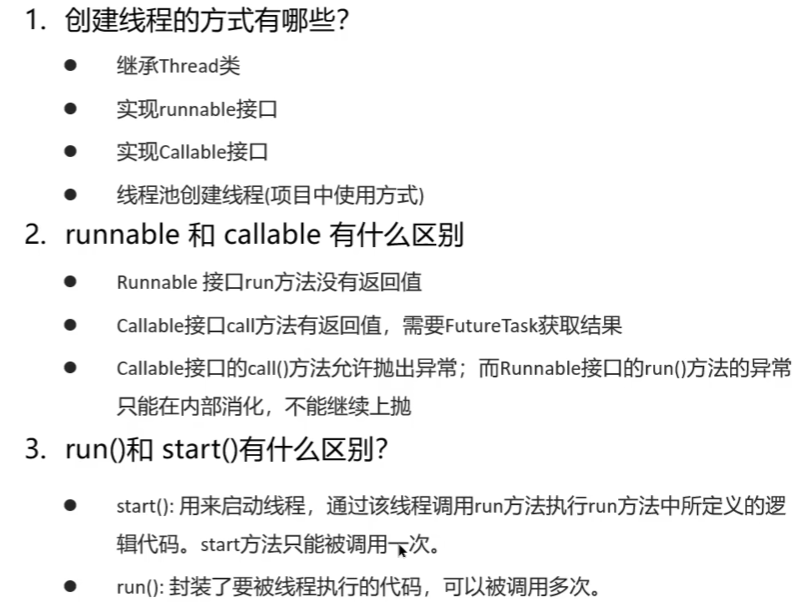 1. 创建线程的方式有哪些？
● 继承Thread类
● 实现runnable接口
● 实现Callable接口
● 线程池创建线程(项目中使用方式)
2. runnable 和 callable 有什么区别
● Runnable 接口run方法没有返回值
● Callable接口call方法有返回值，需要FutureTask获取结果
● Callable接口的call()方法允许抛出异常；而Runnable接口的run()方法的异常
只能在内部消化，不能继续上抛
3. run()和 start()有什么区别？
● start(): 用来启动线程，通过该线程调用run方法执行run方法中所定义的逻
辑代码。start方法只能被调用一次。
● run(): 封装了要被线程执行的代码，可以被调用多次。